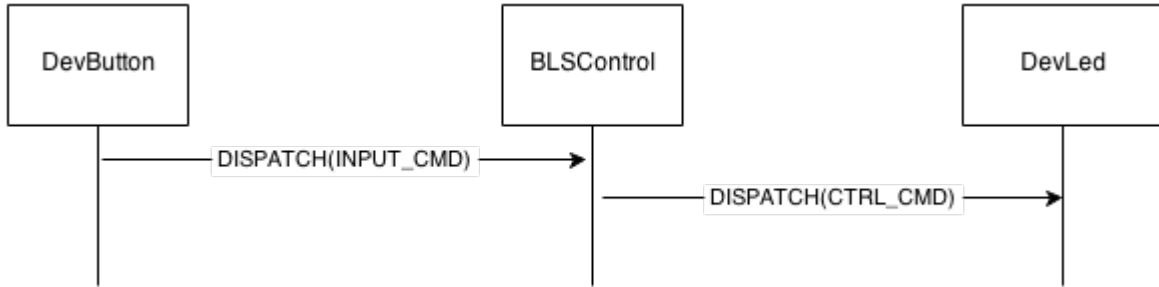 DevButton
BLSControl
DevLed
DISPATCH(INPUT_CMD)
DISPATCH(CTRL_CMD)